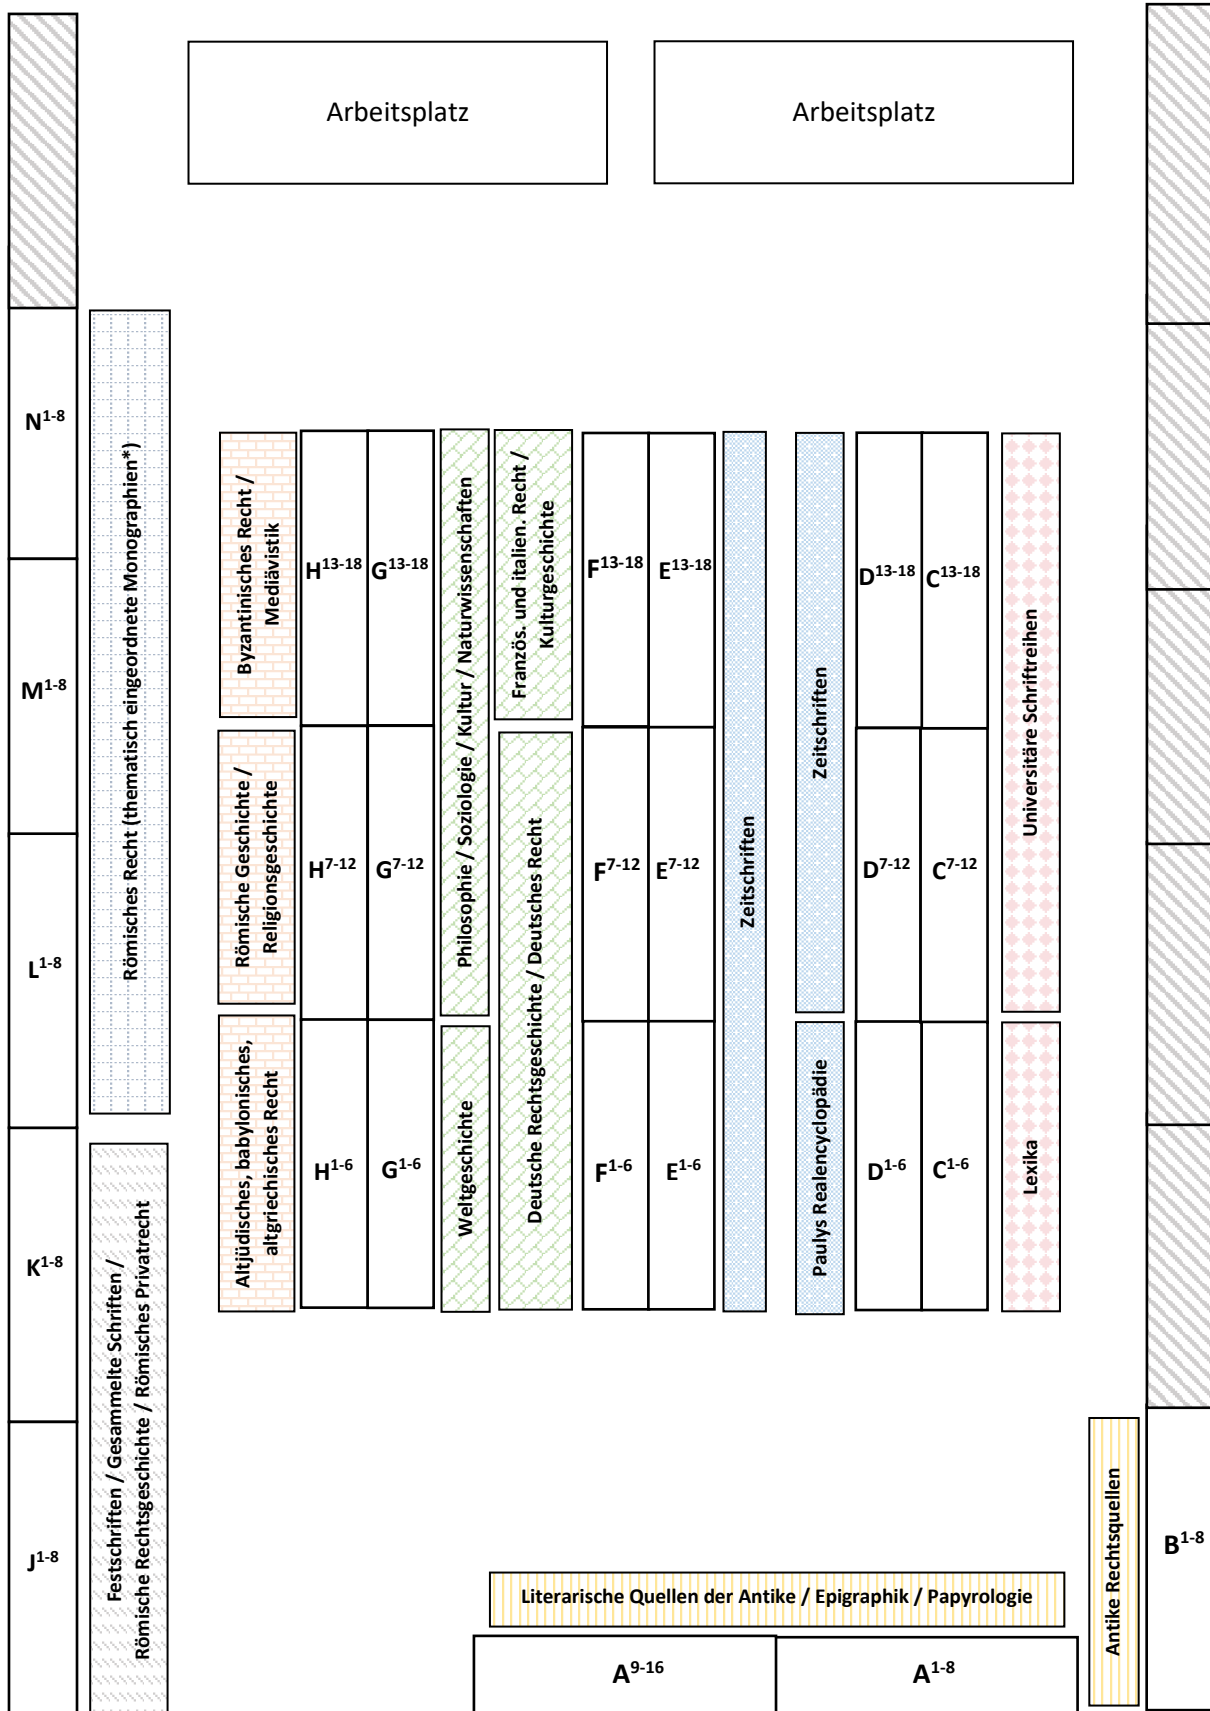 Arbeitsplatz
Arbeitsplatz
N1-8
M1-8
L1-8
K1-8
J1-8
Römisches Recht (thematisch eingeordnete Monographien*)
Festschriften / Gesammelte Schriften /
Römische Rechtsgeschichte / Römisches Privatrecht
Byzantinisches Recht /
Mediävistik
Römische Geschichte /
Religionsgeschichte
Altjüdisches, babylonisches,
altgriechisches Recht
H13-18
G13-18
H7-12
G7-12
H1-6
G1-6
Philosophie / Soziologie / Kultur / Naturwissenschaften
Weltgeschichte
Französ. und italien. Recht /
Kulturgeschichte
Deutsche Rechtsgeschichte / Deutsches Recht
F13-18
E13-18
F7-12
E7-12
F1-6
E1-6
Zeitschriften
Zeitschriften
Paulys Realencyclopädie
D13-18
C13-18
D7-12
C7-12
D1-6
C1-6
Universitäre Schriftreihen
Lexika
Antike Rechtsquellen
B1-8
Literarische Quellen der Antike / Epigraphik / Papyrologie
A9-16
A1-8